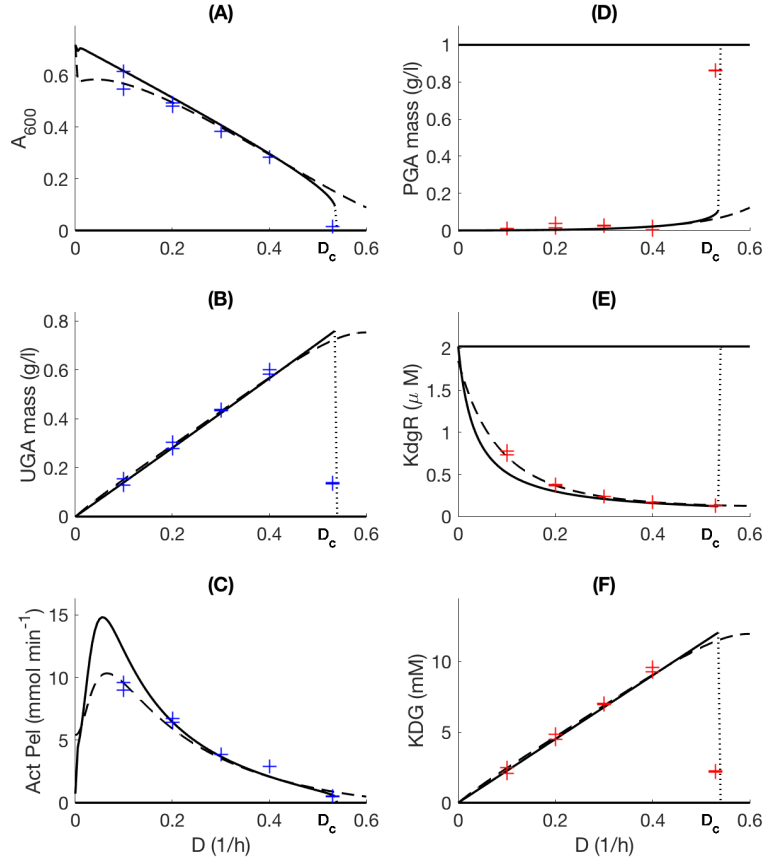 (A)
A600
0.6
0.4
0.2
0
0 0.2 0.4 Dc 0.6
(D)
PGA mass (g/l)
1
0.8
0.6
0.4
0.2
0
0 0.2 0.4 Dc 0.6
(B)
UGA mass (g/l)
0.8
0.6
0.4
0.2
0
0 0.2 0.4 Dc 0.6
(E)
KdgR (μ M)
2
1.5
1
0.5
0
0 0.2 0.4 Dc 0.6
(C)
Act Pel (mmol min-1)
15
10
5
0
0 0.2 0.4 Dc 0.6
D (1/h)
(F)
KDG (mM)
10
5
0
0 0.2 0.4 Dc 0.6
D (1/h)